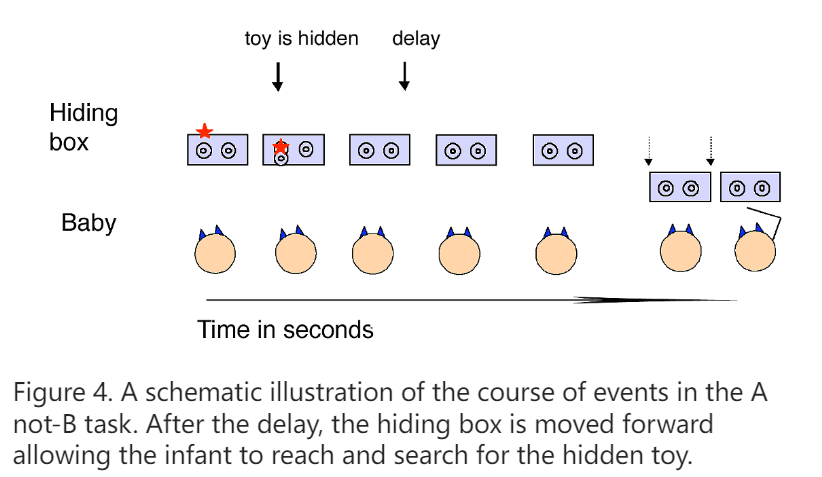 toy is hidden
delay
Hiding
box
Baby
Time in seconds
Figure 4. A schematic illustration of the course of events in the A
not-B task. After the delay, the hiding box is moved forward
allowing the infant to reach and search for the hidden toy.